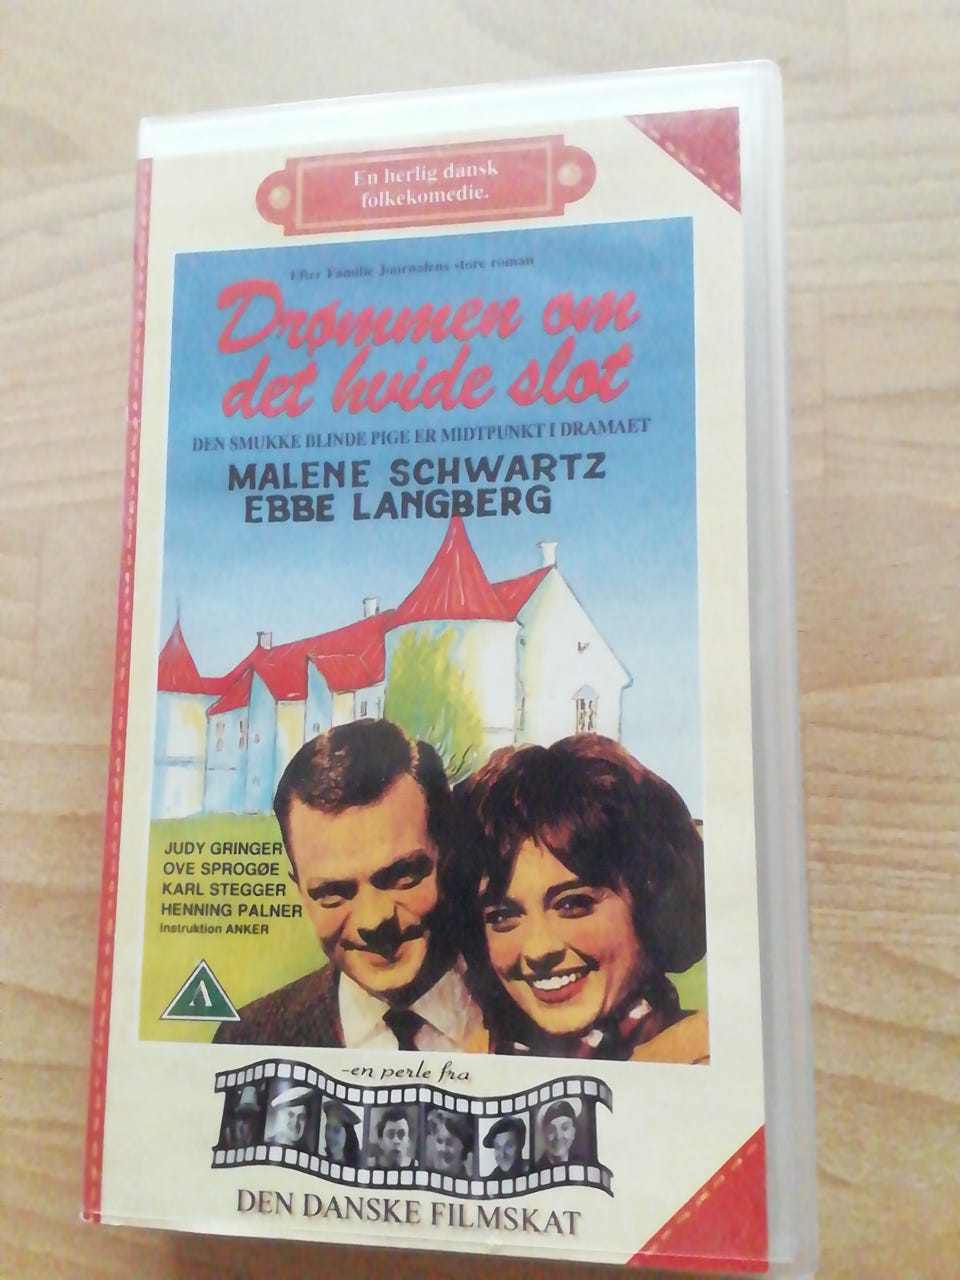 En herlig dansk
folkekomedie.
Efter Familie Journalens store roman
Drømmen om
det hvide slot
DEN SMUKKE BLINDE PIGE ER MIDTPUNKT I DRAMAET
MALENE SCHWARTZ
EBBE LANGBERG
JUDY GRINGER
OVE SPROGØE
KARL STEGGER
HENNING PALNER
Instruktion ANKER
A
-en perle fra
DEN DANSKE FILMSKAT